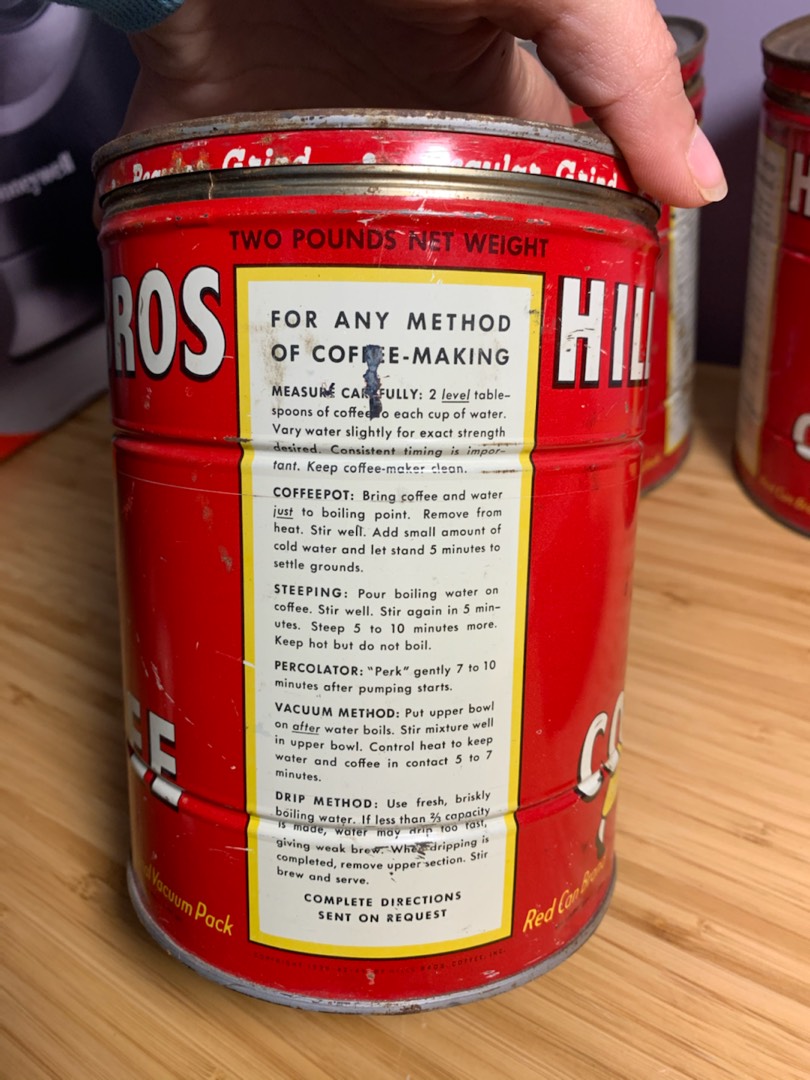 Honeywell
Regular Grind
Regular Grind
TWO POUNDS NET WEIGHT
ROS
HILL
FOR ANY METHOD
OF COFFEE-MAKING
MEASURE CAREFULLY: 2 level table-
spoons of coffee to each cup of water.
Vary water slightly for exact strength
desired. Consistent timing is impor-
tant. Keep coffee-maker clean.
COFFEEPOT: Bring coffee and water
just to boiling point. Remove from
heat. Stir well. Add small amount of
cold water and let stand 5 minutes to
settle grounds.
STEEPING: Pour boiling water on
coffee. Stir well. Stir again in 5 min-
utes. Steep 5 to 10 minutes more.
Keep hot but do not boil.
PERCOLATOR: "Perk" gently 7 to 10
minutes after pumping starts.
VACUUM METHOD: Put upper bowl
on after water boils. Stir mixture well
in upper bowl. Control heat to keep
water and coffee in contact 5 to 7
minutes.
DRIP METHOD: Use fresh, briskly
boiling water. If less than ⅔ capacity
is made, water may drip too fast,
giving weak brew. When dripping is
completed, remove upper section. Stir
brew and serve.
COMPLETE DIRECTIONS
SENT ON REQUEST
EE
CO
Vacuum Pack
Red Can Brand